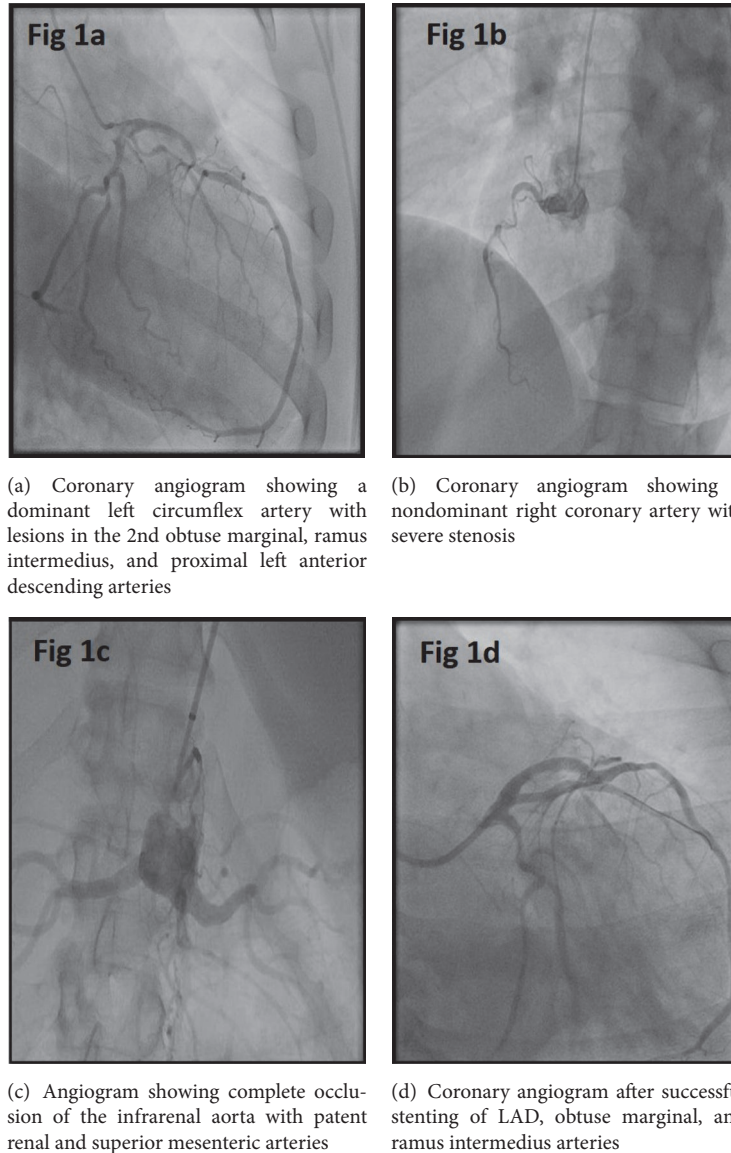 Fig 1a
Fig 1b
(a) Coronary angiogram showing a
dominant left circumflex artery with
lesions in the 2nd obtuse marginal, ramus
intermedius, and proximal left anterior
descending arteries
(b) Coronary angiogram showing
nondominant right coronary artery wit
severe stenosis
Fig 1c
Fig 1d
(c) Angiogram showing complete occlu-
sion of the infrarenal aorta with patent
renal and superior mesenteric arteries
(d) Coronary angiogram after successfu
stenting of LAD, obtuse marginal, an
ramus intermedius arteries